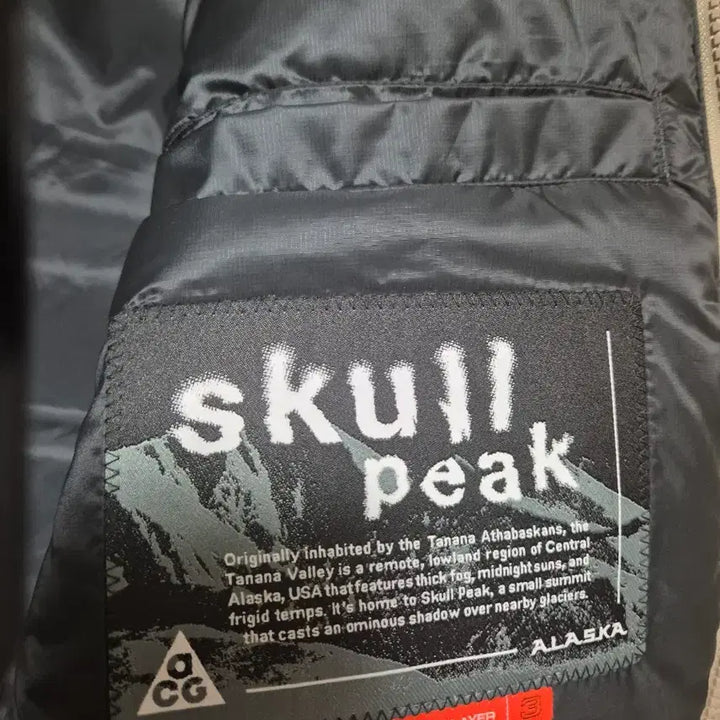 skull
peak
Originally inhabited by the Tanana Athabaskans, the
Tanana Valley is a remote, lowland region of Central
Alaska, USA that features thick fog, midnight suns, and
frigid temps. It's home to Skull Peak, a small summit
that casts an ominous shadow over nearby glaciers.
ALASKA
aCG
3